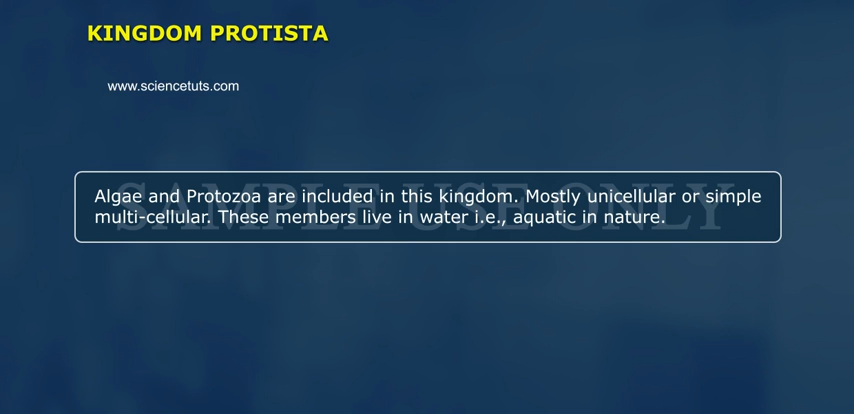 KINGDOM PROTISTA
www.sciencetuts.com
SAMPLE USE ONLY
Algae and Protozoa are included in this kingdom. Mostly unicellular or simple
multi-cellular. These members live in water i.e., aquatic in nature.